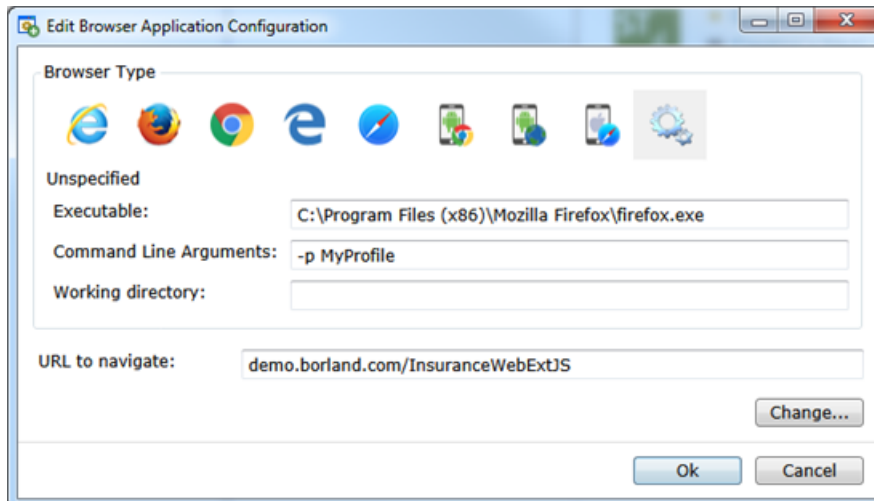 Edit Browser Application Configuration
Browser Type
Unspecified
Executable: C:\Program Files (x86)\Mozilla Firefox\firefox.exe
Command Line Arguments: -p MyProfile
Working directory:
URL to navigate: demo.borland.com/InsuranceWebExtJS
Change...
Ok Cancel